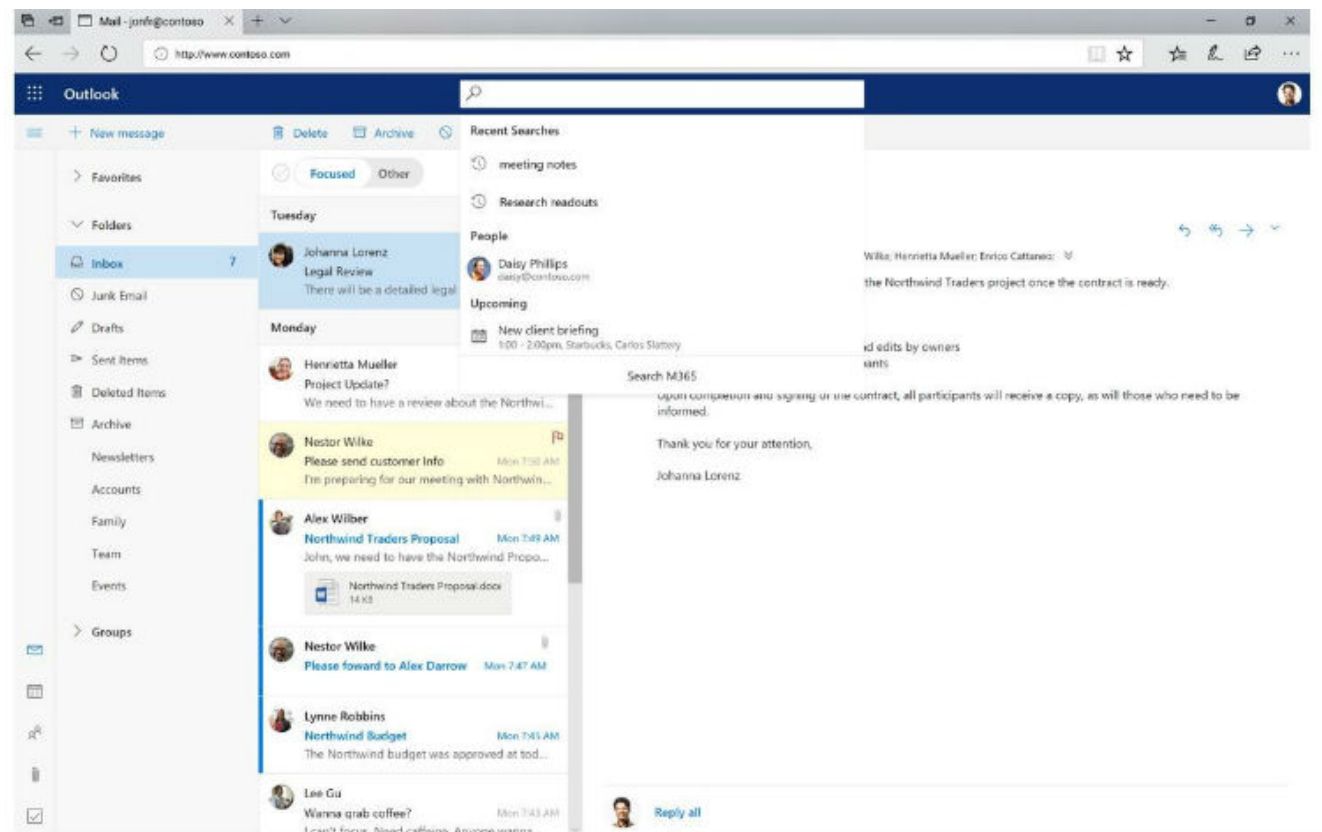 Mail - jonfr@contoso
http://www.contoso.com
Outlook
New message
Delete
Archive
Favorites
Folders
Inbox 7
Junk Email
Drafts
Sent Items
Deleted Items
Archive
Newsletters
Accounts
Family
Team
Events
Groups
Focused Other
Tuesday
Johanna Lorenz
Legal Review
There will be a detailed legal
Monday
Henrietta Mueller
Project Update?
We need to have a review about the Northwi...
Nestor Wilke
Please send customer info Mon 7:50 AM
I'm preparing for our meeting with Northwin...
Alex Wilber
Northwind Traders Proposal Mon 7:49 AM
John, we need to have the Northwind Propo...
Northwind Traders Proposal.docx
14 KB
Nestor Wilke
Please foward to Alex Darrow Mon 7:47 AM
Lynne Robbins
Northwind Budget Mon 7:45 AM
The Northwind budget was approved at tod...
Lee Gu
Wanna grab coffee? Mon 7:43 AM
I can't focus. Need caffeine. Anyone wanna
Recent Searches
meeting notes
Research readouts
People
Daisy Phillips
daisy@contoso.com
Upcoming
New client briefing
1:00 - 2:00pm, Starbucks, Carlos Slattery
Search M365
Wilke; Henrietta Mueller; Enrico Cattaneo;
the Northwind Traders project once the contract is ready.
edits by owners
Upon completion and signing of the contract, all participants will receive a copy, as will those who need to be
informed.
Thank you for your attention,
Johanna Lorenz
Reply all